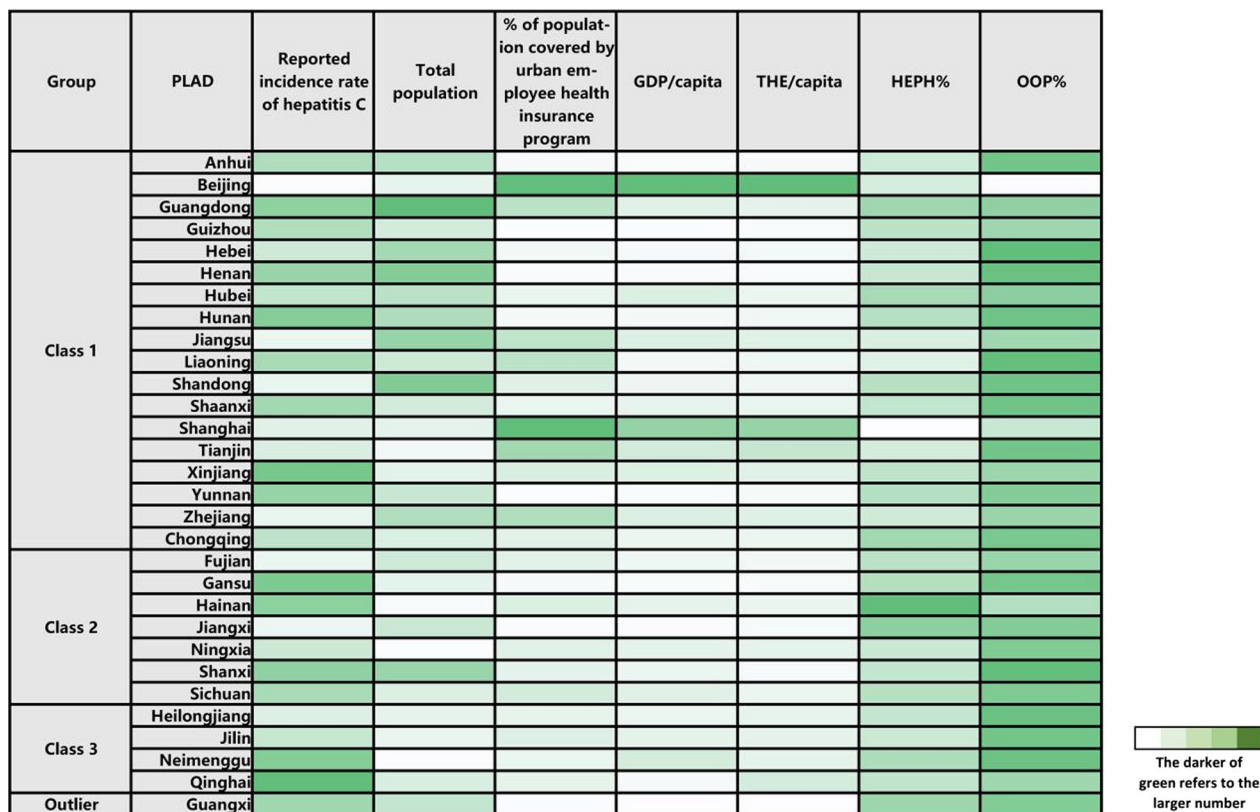 Group
PLAD
Reported
incidence rate
of hepatitis C
Total
population
% of populat-
ion covered by
urban em-
ployee health
insurance
program
GDP/capita
THE/capita
HEPH%
OOP%
Class 1
Anhui
Beijing
Guangdong
Guizhou
Hebei
Henan
Hubei
Hunan
Jiangsu
Liaoning
Shandong
Shaanxi
Shanghai
Tianjin
Xinjiang
Yunnan
Zhejiang
Chongqing
Class 2
Fujian
Gansu
Hainan
Jiangxi
Ningxia
Shanxi
Sichuan
Class 3
Heilongjiang
Jilin
Neimenggu
Qinghai
Outlier
Guangxi
The darker of
green refers to the
larger number